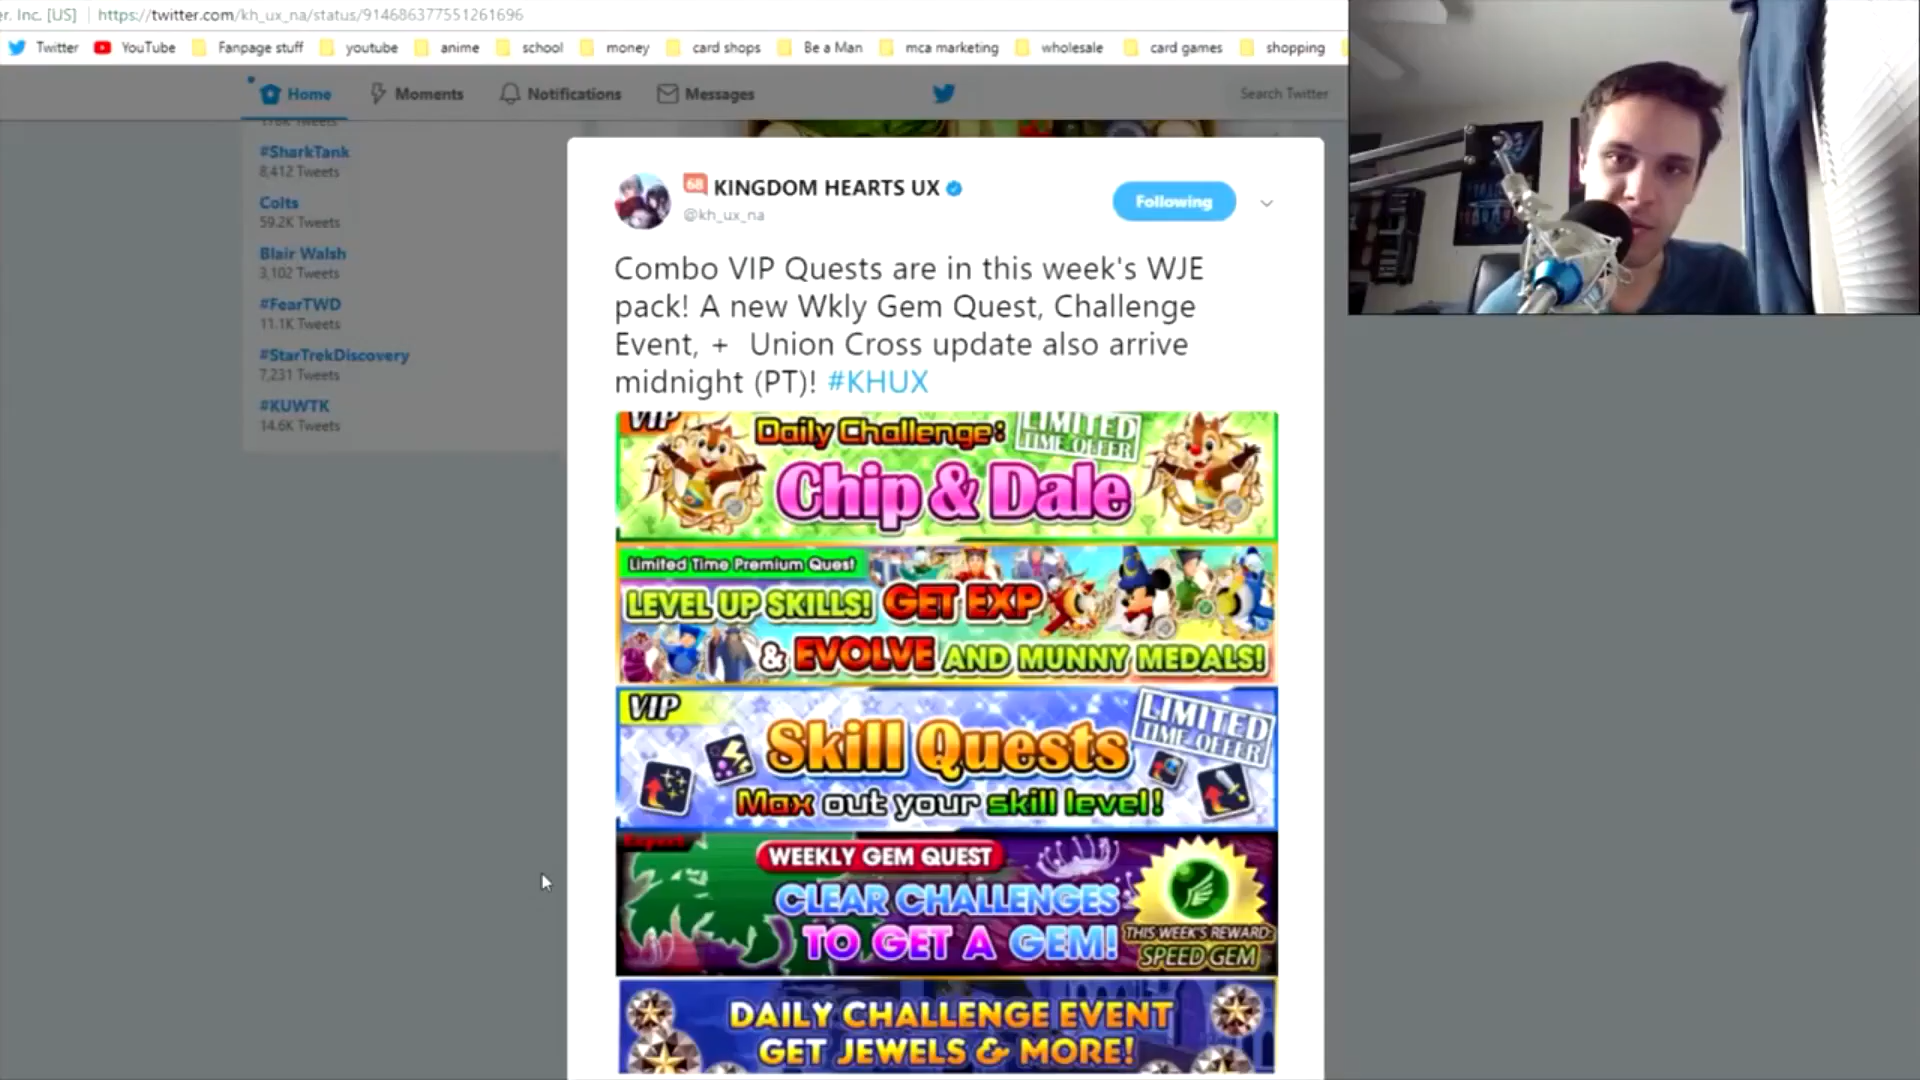 r. Inc. [US] https://twitter.com/kh_ux_na/status/914686377551261696
Twitter YouTube Fanpage stuff youtube anime school money card shops Be a Man mca marketing wholesale card games shopping
Home Moments Notifications Messages Search Twitter
#SharkTank
8,412 Tweets
Colts
59.2K Tweets
Blair Walsh
3,102 Tweets
#FearTWD
11.1K Tweets
#StarTrekDiscovery
7,231 Tweets
#KUWTK
14.6K Tweets
68 KINGDOM HEARTS UX
@kh_ux_na
Following
Combo VIP Quests are in this week's WJE
pack! A new Wkly Gem Quest, Challenge
Event, + Union Cross update also arrive
midnight (PT)! #KHUX
VIP
Daily Challenge:
LIMITED
TIME OFFER
Chip & Dale
Limited Time Premium Quest
LEVEL UP SKILLS! GET EXP
& EVOLVE AND MUNNY MEDALS!
VIP
LIMITED
TIME OFFER
Skill Quests
Max out your skill level!
Expert
WEEKLY GEM QUEST
CLEAR CHALLENGES
TO GET A GEM!
THIS WEEK'S REWARD:
SPEED GEM
DAILY CHALLENGE EVENT
GET JEWELS & MORE!